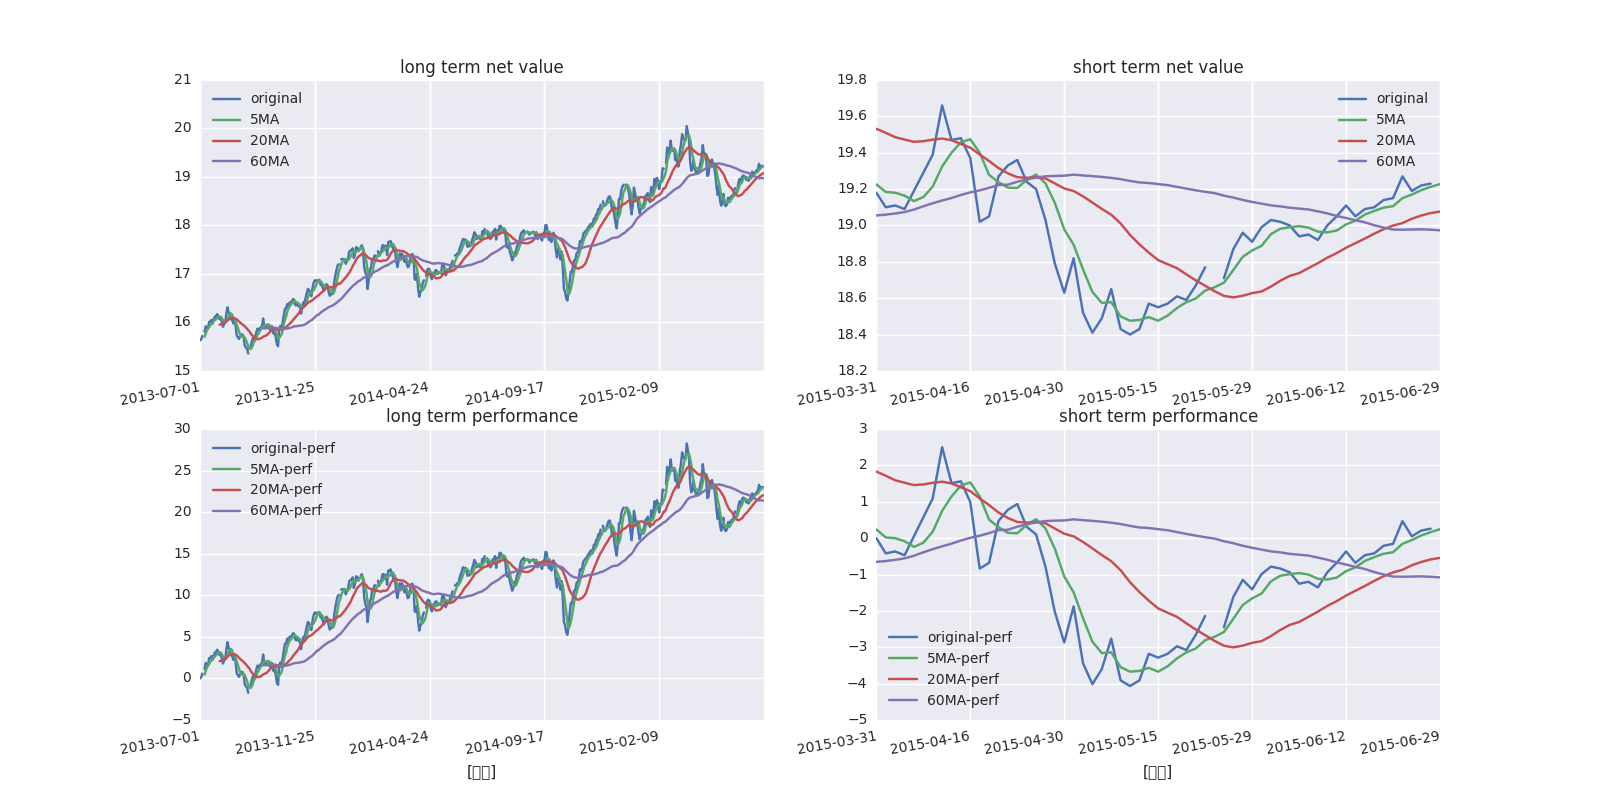 long term net value
21
20
19
18
17
16
15
original
5MA
20MA
60MA
2013-07-01
2013-11-25
2014-04-24
2014-09-17
2015-02-09
short term net value
19.8
19.6
19.4
19.2
19.0
18.8
18.6
18.4
18.2
original
5MA
20MA
60MA
2015-03-31
2015-04-16
2015-04-30
2015-05-15
2015-05-29
2015-06-12
2015-06-29
long term performance
30
25
20
15
10
5
0
−5
original-perf
5MA-perf
20MA-perf
60MA-perf
2013-07-01
2013-11-25
2014-04-24
2014-09-17
2015-02-09
short term performance
3
2
1
0
−1
−2
−3
−4
−5
original-perf
5MA-perf
20MA-perf
60MA-perf
2015-03-31
2015-04-16
2015-04-30
2015-05-15
2015-05-29
2015-06-12
2015-06-29